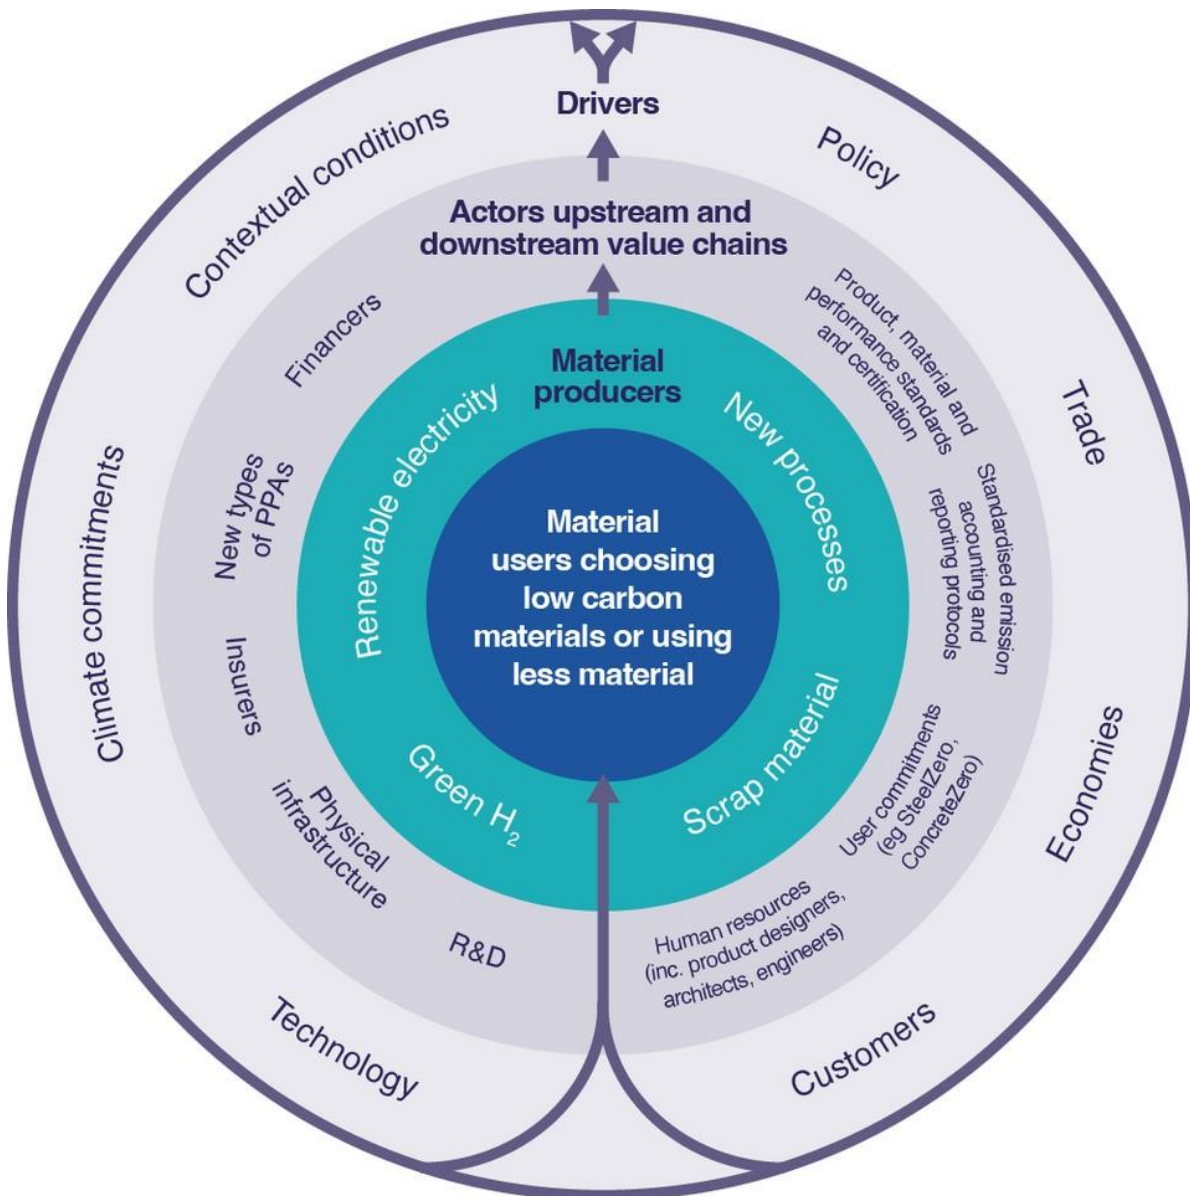 Drivers
Contextual conditions
Policy
Trade
Economies
Customers
Technology
Climate commitments
Actors upstream and
downstream value chains
Product, material and
performance standards
and certification
Standardised emission
accounting and
reporting protocols
User commitments
(eg SteelZero,
ConcreteZero)
Human resources
(inc. product designers,
architects, engineers)
R&D
Physical
infrastructure
Insurers
New types
of PPAs
Financers
Material
producers
New processes
Scrap material
Green H₂
Renewable electricity
Material
users choosing
low carbon
materials or using
less material